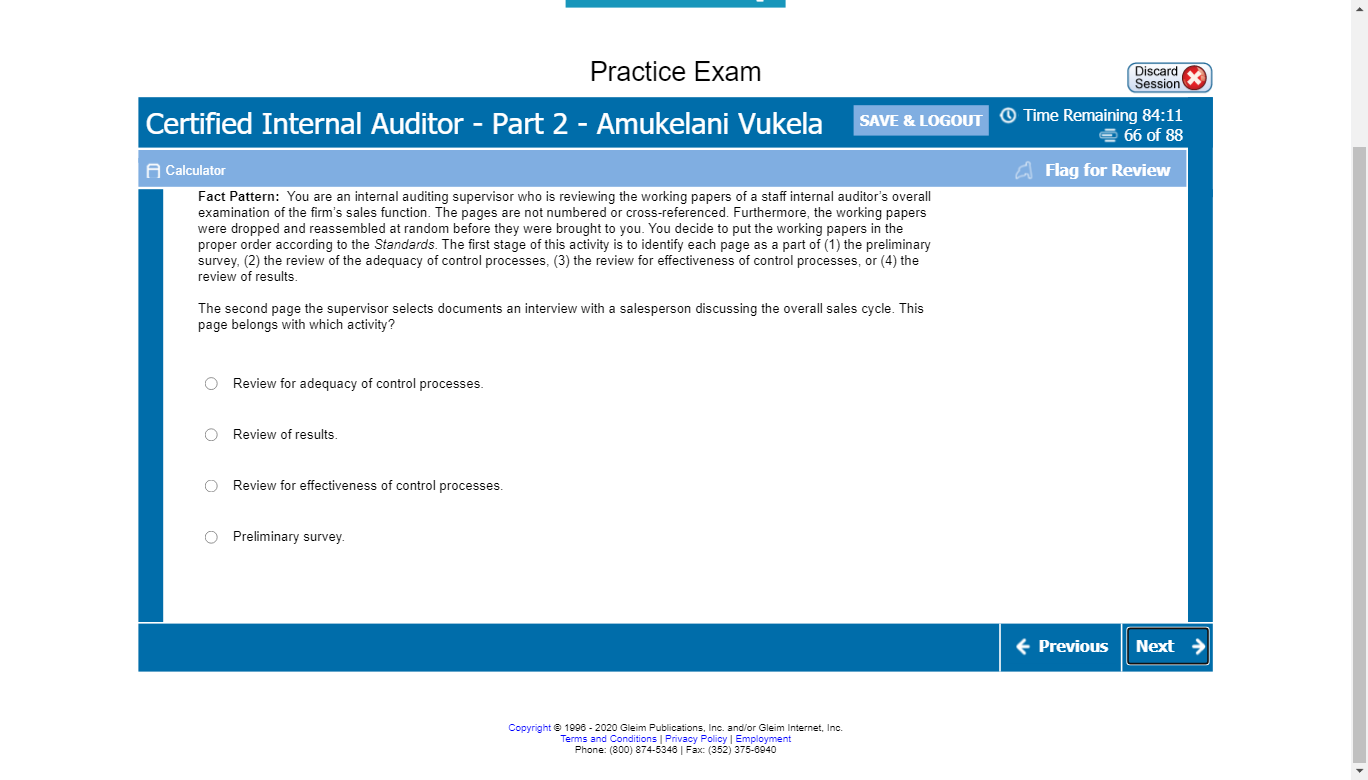 Practice Exam
Discard
Session
Certified Internal Auditor - Part 2 - Amukelani Vukela
SAVE & LOGOUT
Time Remaining 84:11
66 of 88
Calculator
Flag for Review
Fact Pattern: You are an internal auditing supervisor who is reviewing the working papers of a staff internal auditor's overall
examination of the firm's sales function. The pages are not numbered or cross-referenced. Furthermore, the working papers
were dropped and reassembled at random before they were brought to you. You decide to put the working papers in the
proper order according to the Standards. The first stage of this activity is to identify each page as a part of (1) the preliminary
survey, (2) the review of the adequacy of control processes, (3) the review for effectiveness of control processes, or (4) the
review of results.
The second page the supervisor selects documents an interview with a salesperson discussing the overall sales cycle. This
page belongs with which activity?
Review for adequacy of control processes.
Review of results.
Review for effectiveness of control processes.
Preliminary survey.
Previous
Next
Copyright © 1996 - 2020 Gleim Publications, Inc. and/or Gleim Internet, Inc.
Terms and Conditions | Privacy Policy | Employment
Phone: (800) 874-5346 | Fax: (352) 375-6940